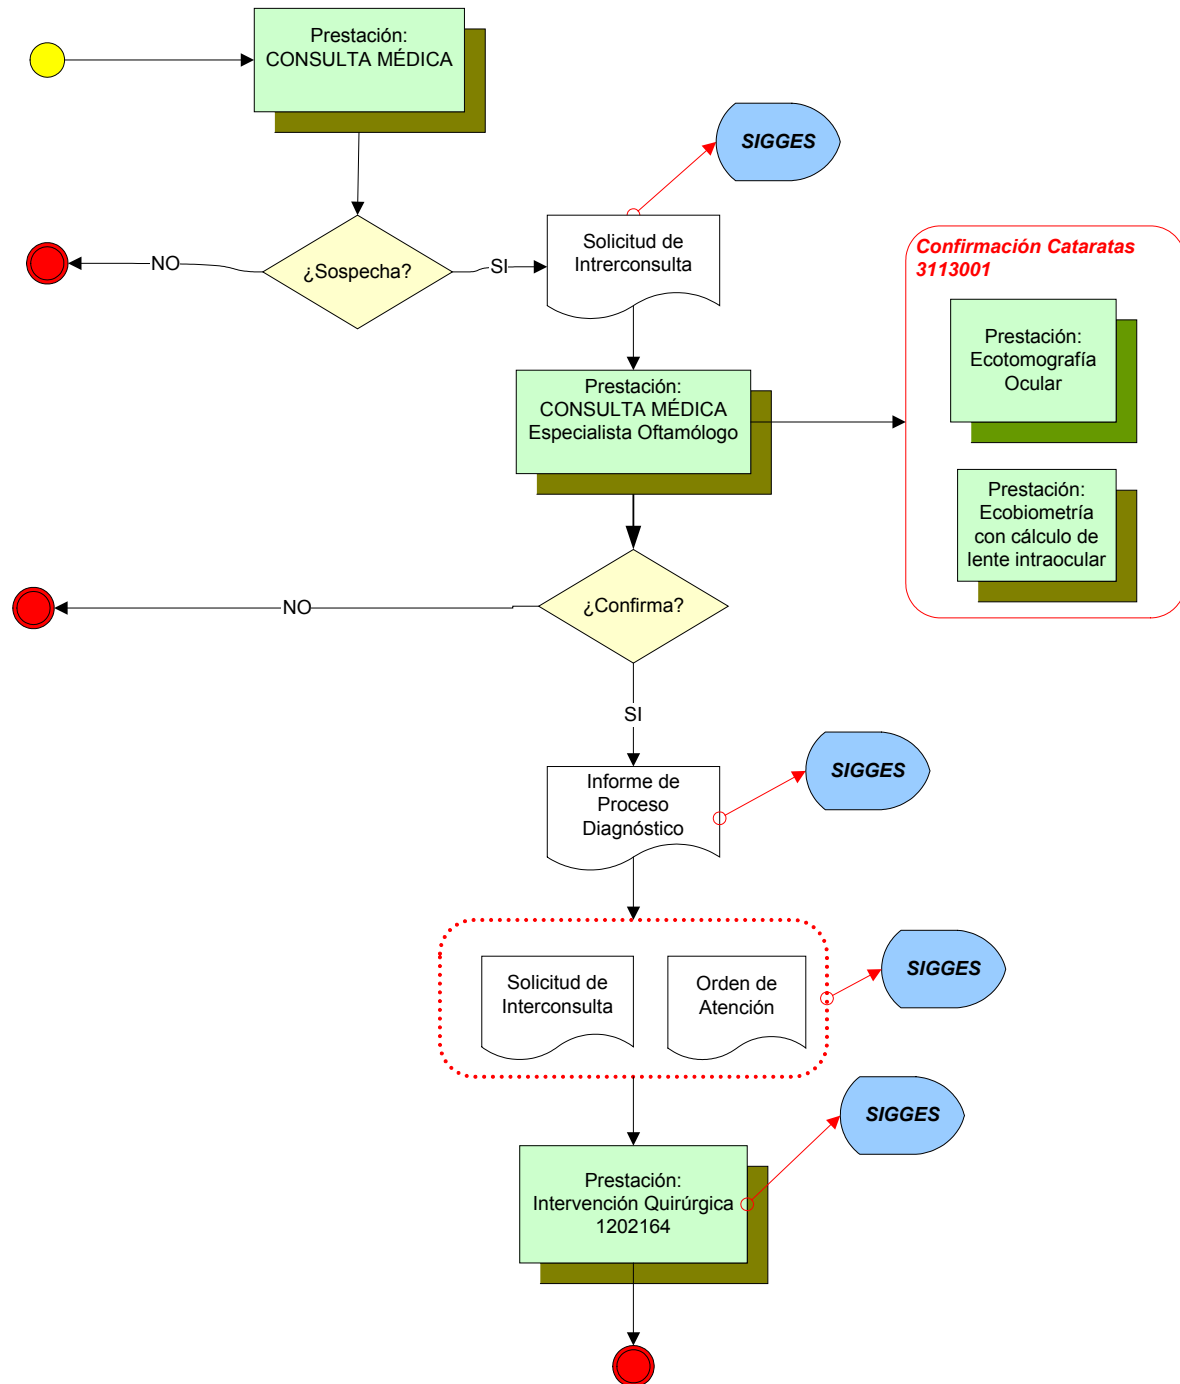 Prestación:
CONSULTA MÉDICA
SIGGES
¿Sospecha?
NO
SI
Solicitud de
Intrerconsulta
Confirmación Cataratas
3113001
Prestación:
Ecotomografía
Ocular
Prestación:
CONSULTA MÉDICA
Especialista Oftamólogo
Prestación:
Ecobiometría
con cálculo de
lente intraocular
¿Confirma?
NO
SI
Informe de
Proceso
Diagnóstico
SIGGES
Solicitud de
Interconsulta
Orden de
Atención
SIGGES
SIGGES
Prestación:
Intervención Quirúrgica
1202164